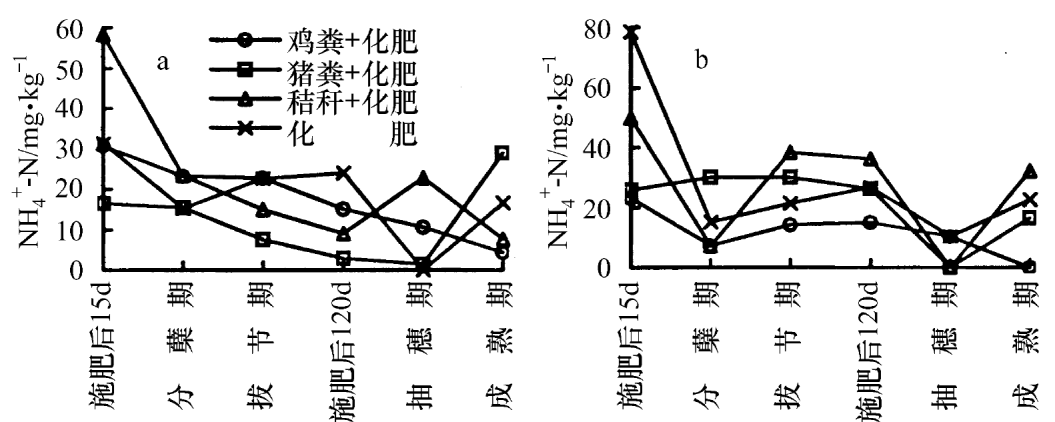 60
50
40
30
20
10
0
NH₄⁺-N/mg•kg⁻¹
a
鸡粪+化肥
猪粪+化肥
秸秆+化肥
化 肥
施肥后15d
分 蘖 期
拔 节 期
施肥后120d
抽 穗 期
成 熟 期
80
60
40
20
0
NH₄⁺-N/mg•kg⁻¹
b
施肥后15d
分 蘖 期
拔 节 期
施肥后120d
抽 穗 期
成 熟 期